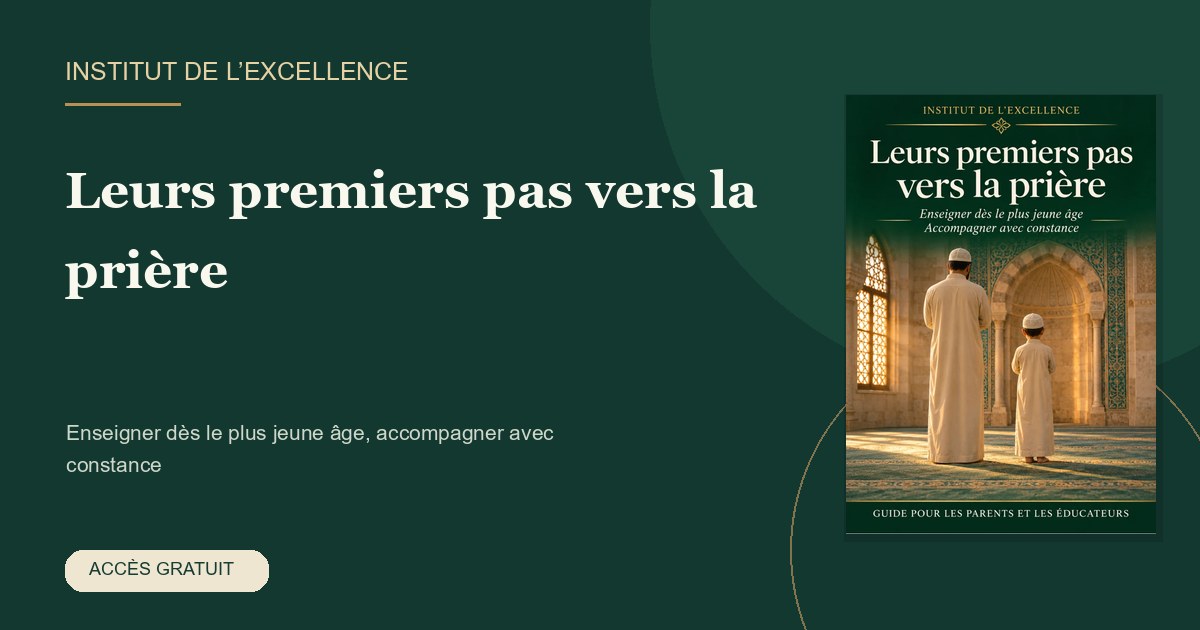 INSTITUT DE L’EXCELLENCE
Leurs premiers pas vers la
prière
Enseigner dès le plus jeune âge, accompagner avec
constance
ACCÈS GRATUIT
INSTITUT DE L’EXCELLENCE
Leurs premiers pas
vers la prière
Enseigner dès le plus jeune âge
Accompagner avec constance
GUIDE POUR LES PARENTS ET LES ÉDUCATEURS